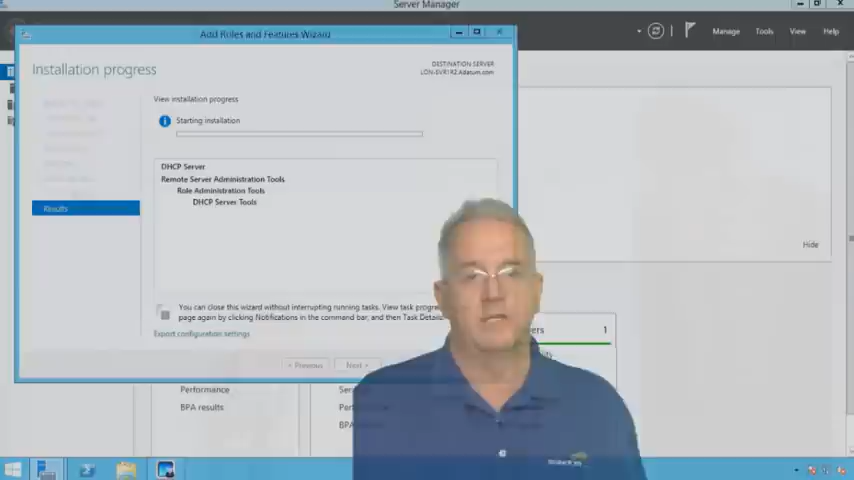 Server Manager
Add Roles and Features Wizard
Manage
Tools
View
Help
Installation progress
DESTINATION SERVER
LON-SVR1R2.Adatum.com
View installation progress
Starting installation
DHCP Server
Remote Server Administration Tools
Role Administration Tools
DHCP Server Tools
Results
Hide
You can close this wizard without interrupting running tasks. View task
page again by clicking Notifications in the command bar, and then Task
Export configuration settings
1
< Previous
Next >
Performance
BPA results